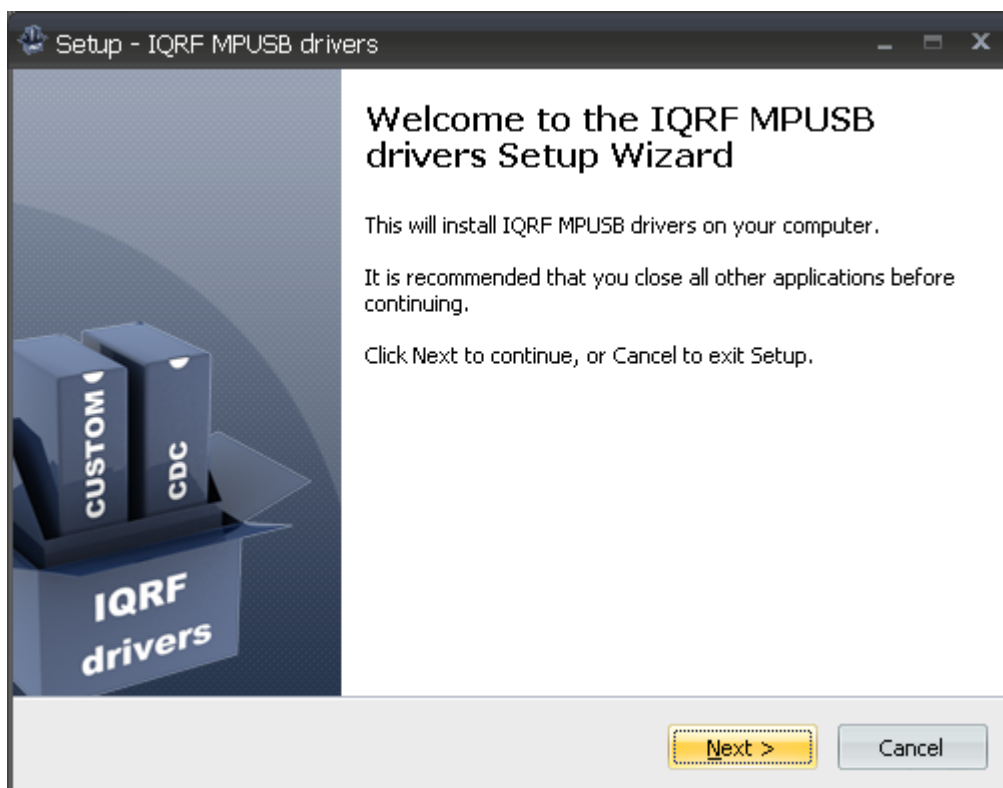 Setup - IQRF MPUSB drivers
Welcome to the IQRF MPUSB
drivers Setup Wizard
This will install IQRF MPUSB drivers on your computer.
It is recommended that you close all other applications before
continuing.
Click Next to continue, or Cancel to exit Setup.
CUSTOM
CDC
IQRF
drivers
Next >
Cancel